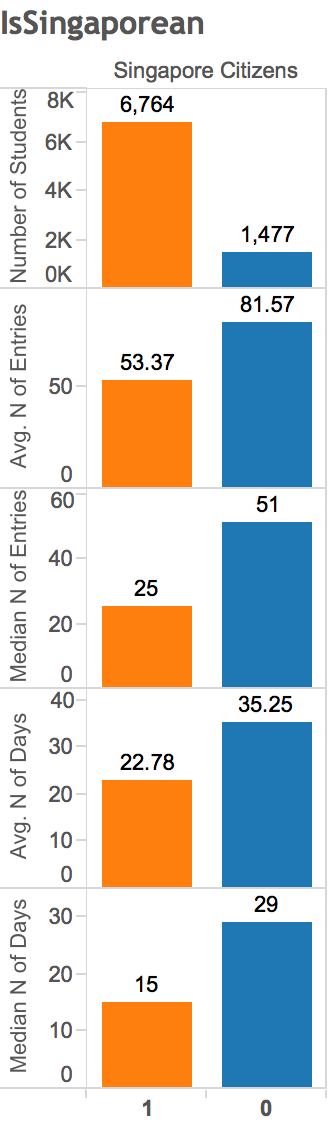 IsSingaporean
Singapore Citizens
Number of Students
8K
6K
4K
2K
0K
6,764
1,477
Avg. N of Entries
50
0
53.37
81.57
Median N of Entries
60
40
20
0
25
51
Avg. N of Days
40
30
20
10
0
22.78
35.25
Median N of Days
30
20
10
0
15
29
1
0